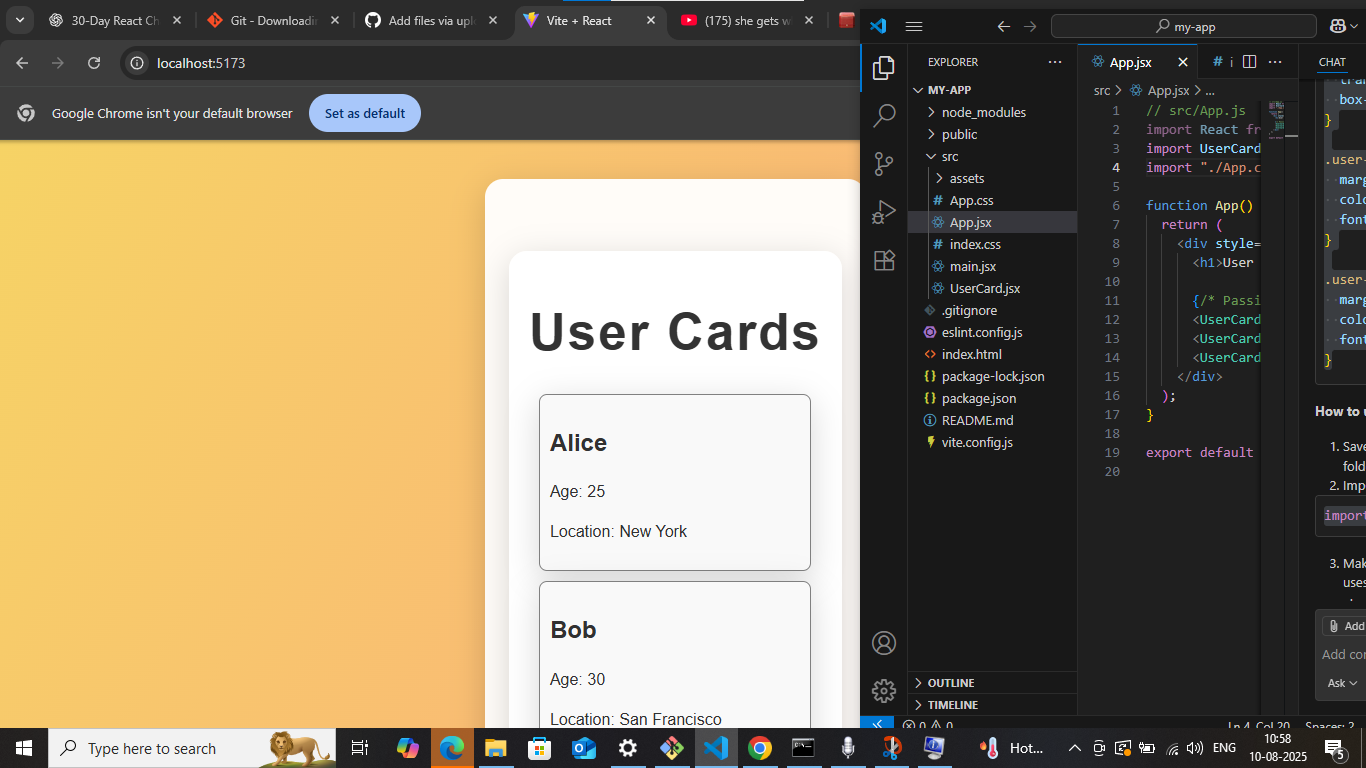 30-Day React Ch
Git - Downloadin
Add files via uplo
Vite + React
(175) she gets w
localhost:5173
Google Chrome isn't your default browser
Set as default
User Cards
Alice
Age: 25
Location: New York
Bob
Age: 30
Location: San Francisco
my-app
EXPLORER
MY-APP
node_modules
public
src
assets
# App.css
App.jsx
# index.css
main.jsx
UserCard.jsx
.gitignore
eslint.config.js
<> index.html
{} package-lock.json
{} package.json
README.md
vite.config.js
OUTLINE
TIMELINE
App.jsx
# i
src > App.jsx > ...
1 // src/App.js
2 import React fr
3 import UserCard
4 import "./App.c
5
6 function App()
7 return (
8 <div style=
9 <h1>User
10
11 {/* Passi
12 <UserCard
13 <UserCard
14 <UserCard
15 </div>
16 );
17 }
18
19 export default
20
CHAT
box-
}
.user-
marg
colo
font
}
.user-
marg
colo
font
}
How to u
1. Save
fold
2. Imp
import
3. Mak
uses
Add
Add con
Ask
0 0
Ln 4, Col 20 Spaces: 2
Type here to search
Hot...
ENG
10:58
10-08-2025
5